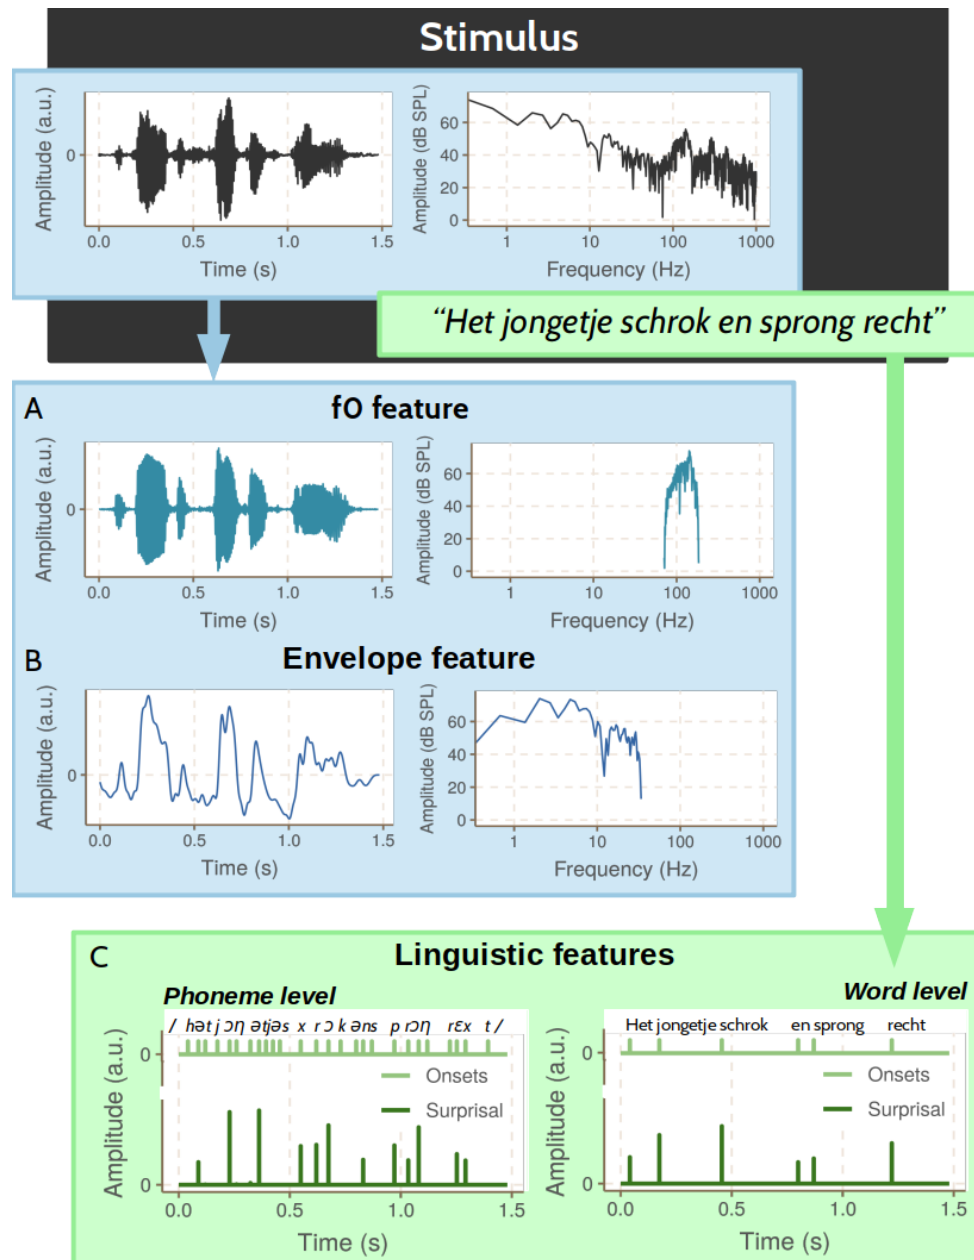 Stimulus
Amplitude (a.u.)
0
0.0 0.5 1.0 1.5
Time (s)
Amplitude (dB SPL)
60
40
20
0
1 10 100 1000
Frequency (Hz)
“Het jongetje schrok en sprong recht”
A
f0 feature
Amplitude (a.u.)
0
0.0 0.5 1.0 1.5
Time (s)
Amplitude (dB SPL)
60
40
20
0
1 10 100 1000
Frequency (Hz)
B
Envelope feature
Amplitude (a.u.)
0
0.0 0.5 1.0 1.5
Time (s)
Amplitude (dB SPL)
60
40
20
0
1 10 100 1000
Frequency (Hz)
C
Linguistic features
Phoneme level
/ hət jɔŋ ətjəs x r ɔ k əns p rɔŋ rɛx t /
Amplitude (a.u.)
0
Onsets
Surprisal
0
0.0 0.5 1.0 1.5
Time (s)
Word level
Het jongetje schrok en sprong recht
Amplitude (a.u.)
0
Onsets
Surprisal
0
0.0 0.5 1.0 1.5
Time (s)